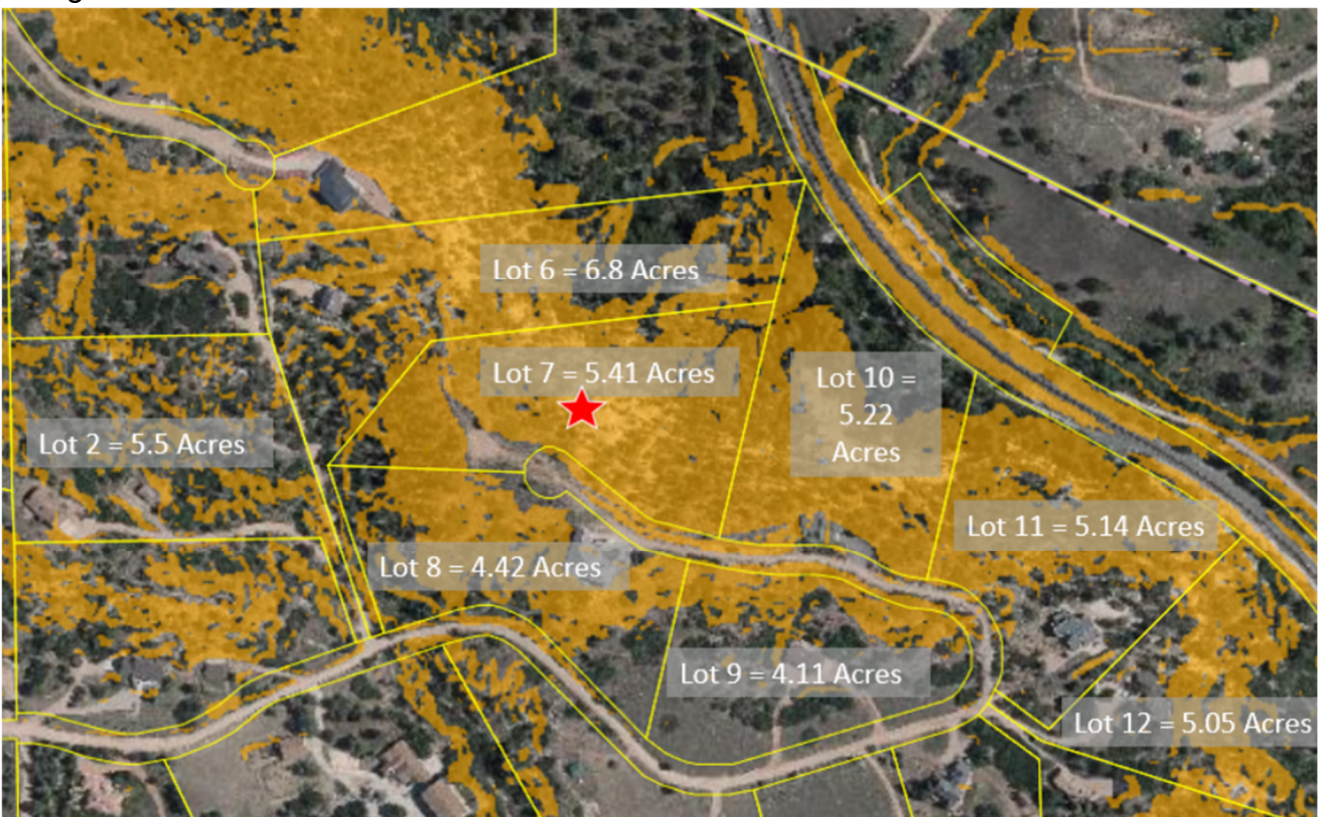 Lot 6 = 6.8 Acres
Lot 7 = 5.41 Acres
Lot 10 =
5.22
Acres
Lot 2 = 5.5 Acres
Lot 11 = 5.14 Acres
Lot 8 = 4.42 Acres
Lot 9 = 4.11 Acres
Lot 12 = 5.05 Acres